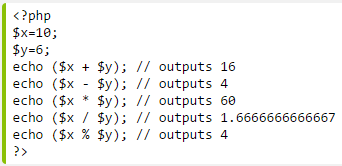 <?php
$x=10;
$y=6;
echo ($x + $y); // outputs 16
echo ($x - $y); // outputs 4
echo ($x * $y); // outputs 60
echo ($x / $y); // outputs 1.6666666666667
echo ($x % $y); // outputs 4
?>